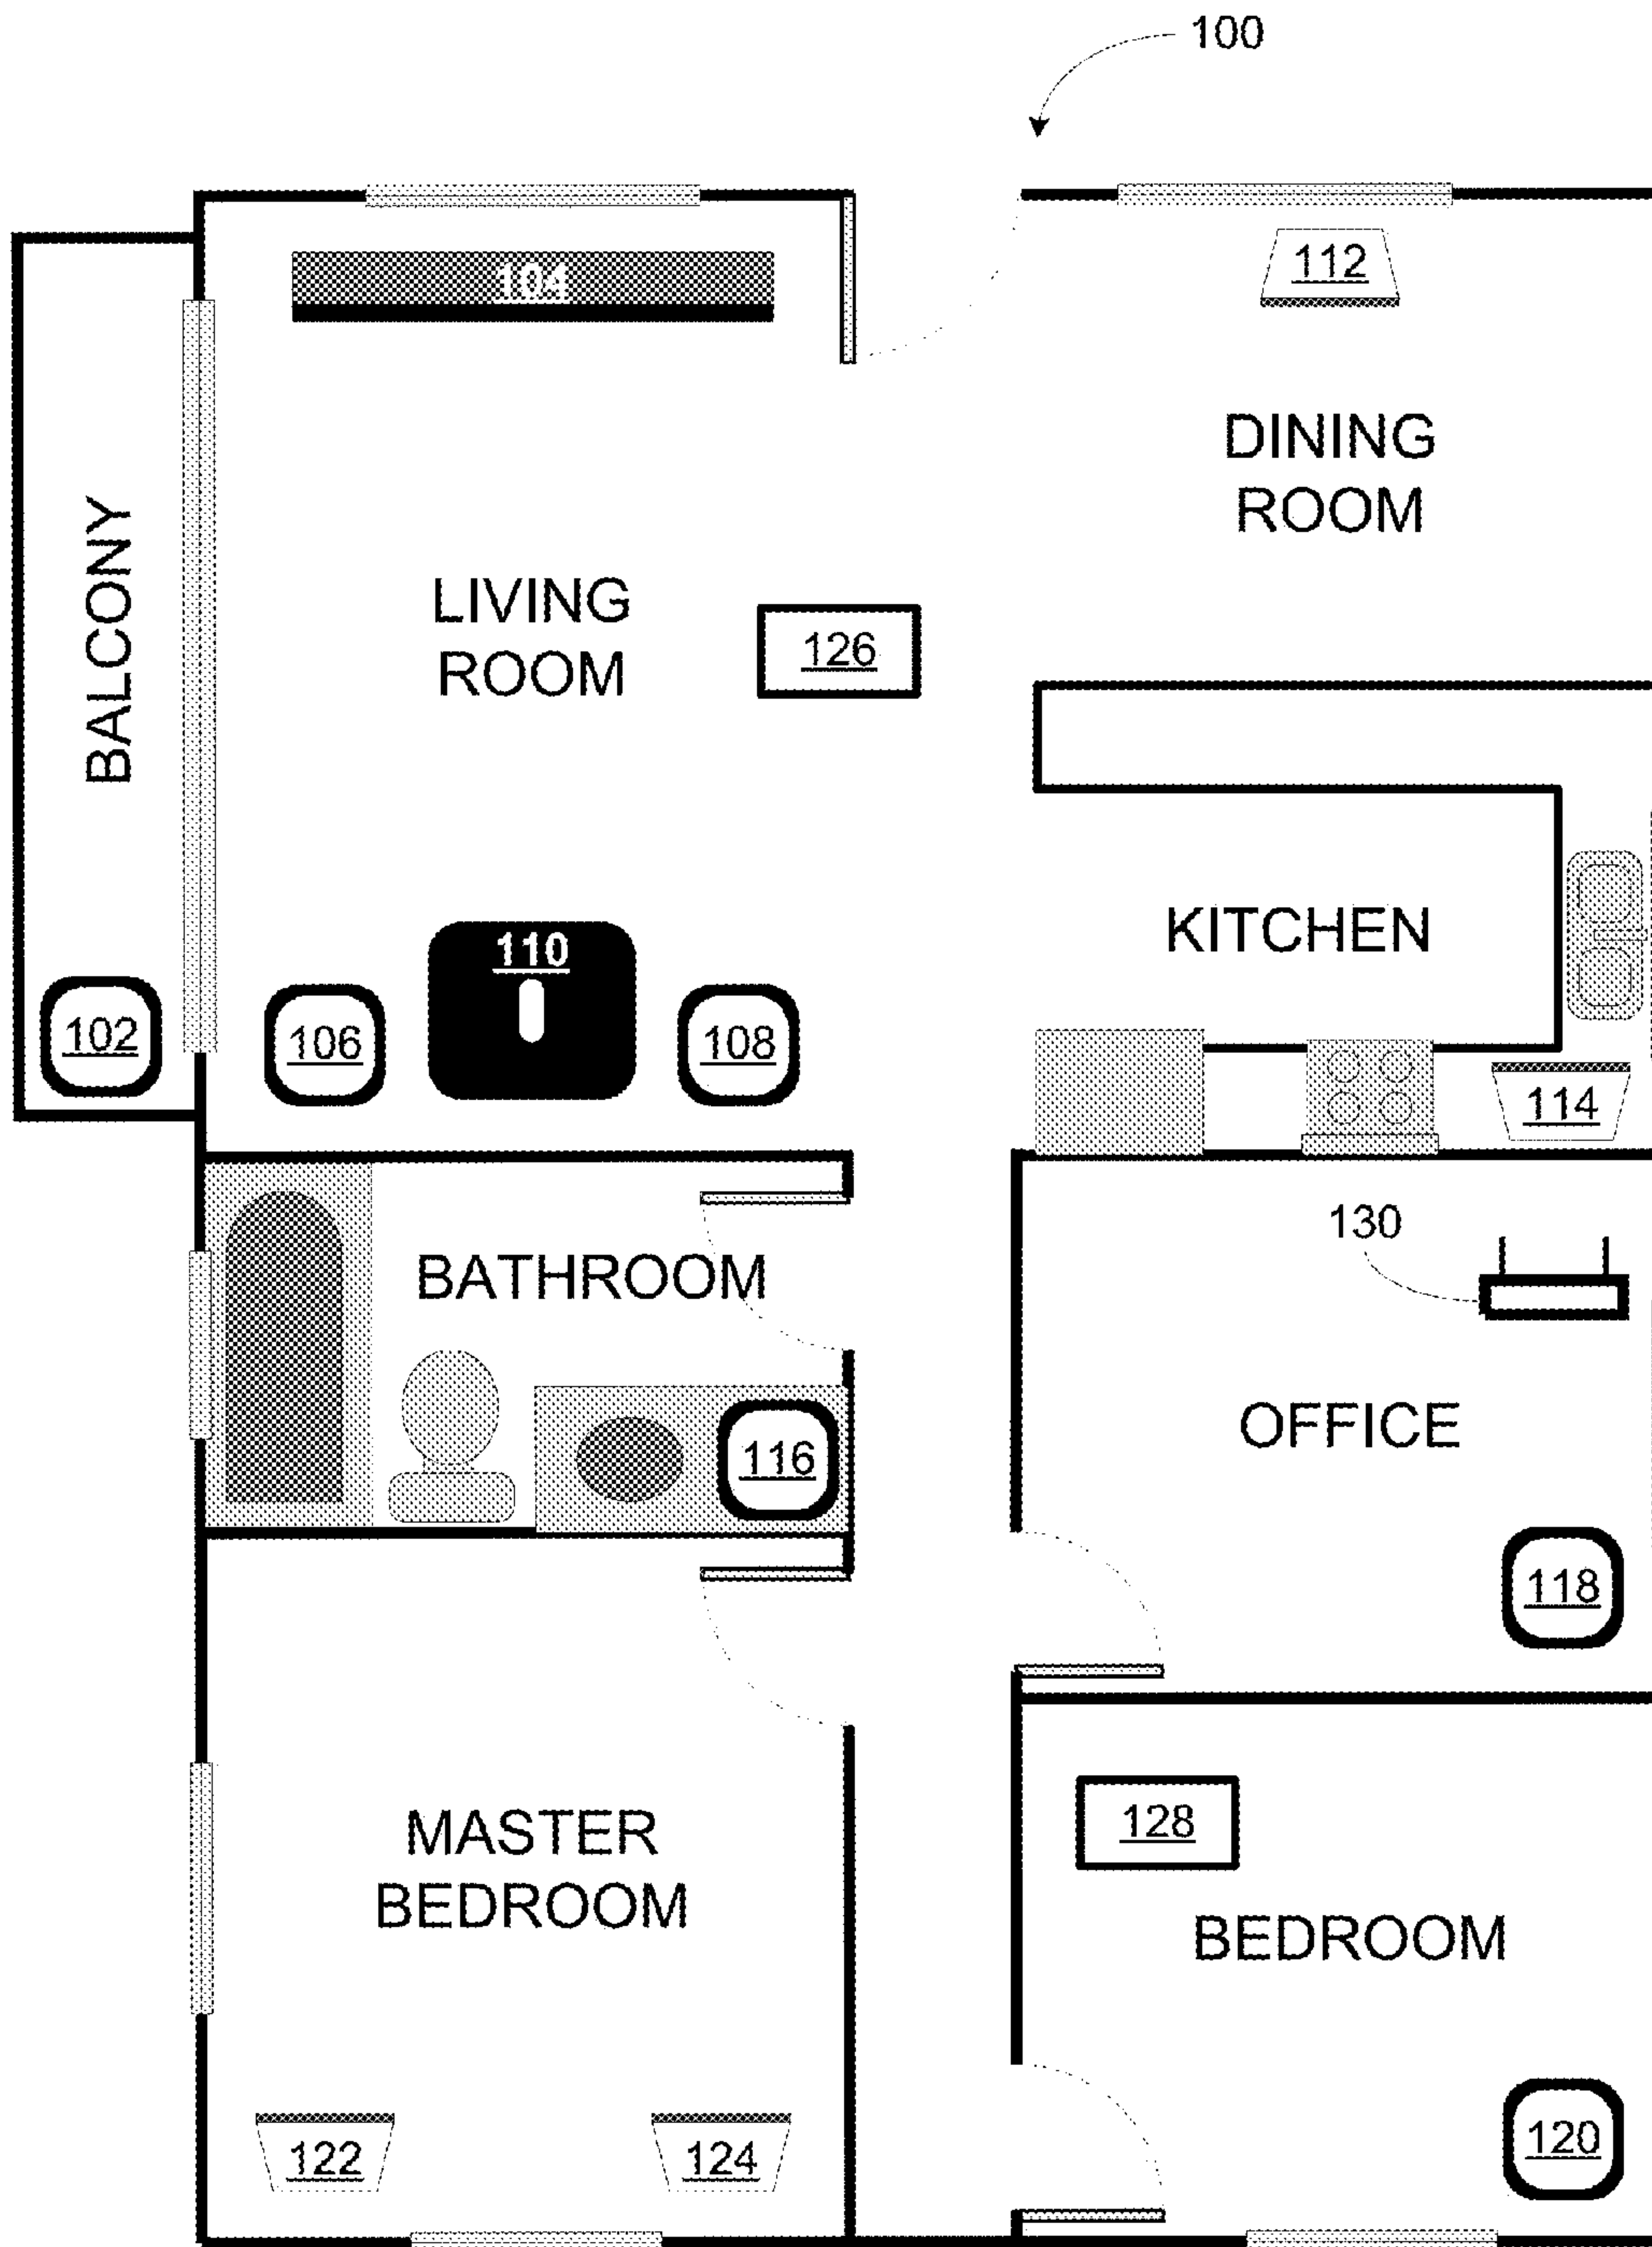 100
104
112
DINING
ROOM
BALCONY
LIVING
ROOM
126
110
KITCHEN
102
106
108
114
130
BATHROOM
OFFICE
116
118
128
MASTER
BEDROOM
BEDROOM
122
124
120